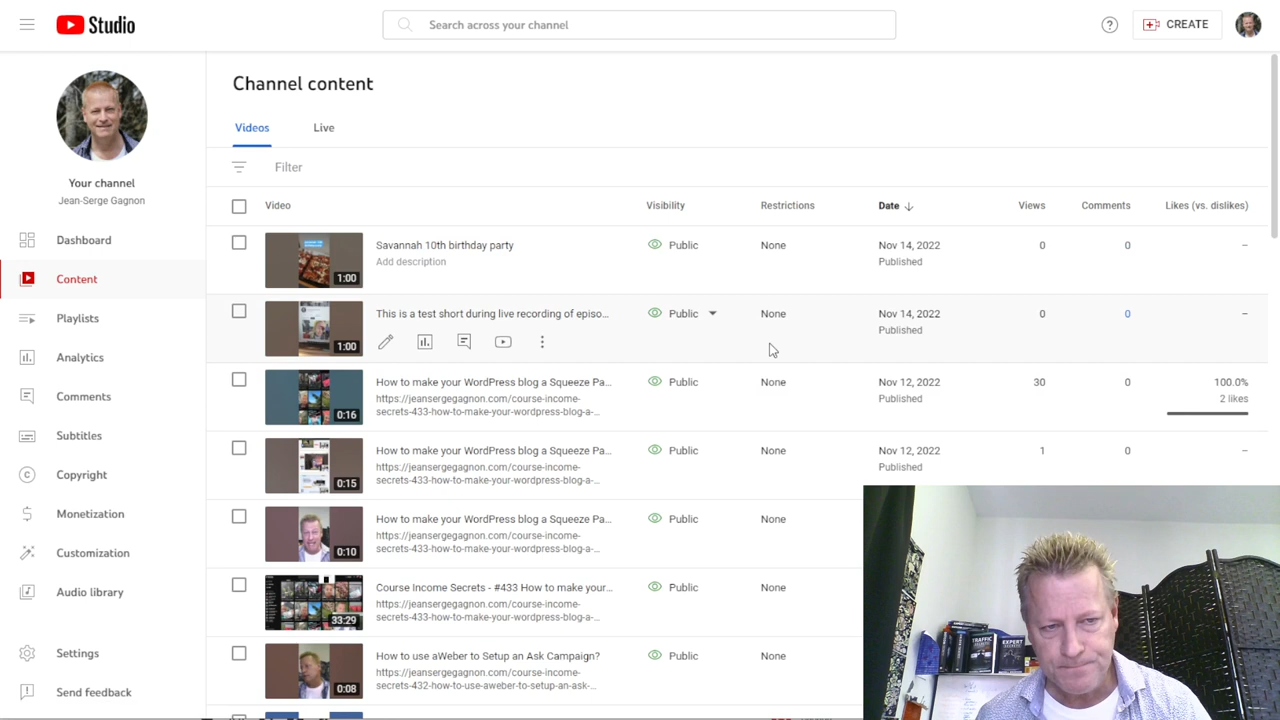 Studio
Search across your channel
CREATE
Your channel
Jean-Serge Gagnon
Dashboard
Content
Playlists
Analytics
Comments
Subtitles
Copyright
Monetization
Customization
Audio library
Settings
Send feedback
Channel content
Videos
Live
Filter
Video
Visibility
Restrictions
Date
Views
Comments
Likes (vs. dislikes)
1:00
Savannah 10th birthday party
Add description
Public
None
Nov 14, 2022
Published
0
0
–
1:00
This is a test short during live recording of episo...
Public
None
Nov 14, 2022
Published
0
0
–
0:16
How to make your WordPress blog a Squeeze Pa...
https://jeansergegagnon.com/course-income-
secrets-433-how-to-make-your-wordpress-blog-a-...
Public
None
Nov 12, 2022
Published
30
0
100.0%
2 likes
0:15
How to make your WordPress blog a Squeeze Pa...
https://jeansergegagnon.com/course-income-
secrets-433-how-to-make-your-wordpress-blog-a-...
Public
None
Nov 12, 2022
Published
1
0
–
0:10
How to make your WordPress blog a Squeeze Pa...
https://jeansergegagnon.com/course-income-
secrets-433-how-to-make-your-wordpress-blog-a-...
Public
None
33:29
Course Income Secrets - #433 How to make your...
https://jeansergegagnon.com/course-income-
secrets-433-how-to-make-your-wordpress-blog-a-...
Public
None
0:08
How to use aWeber to Setup an Ask Campaign?
https://jeansergegagnon.com/course-income-
secrets-432-how-to-use-aweber-to-setup-an-ask-...
Public
None
TRAFFIC
SECRETS
EXPERT
SECRETS